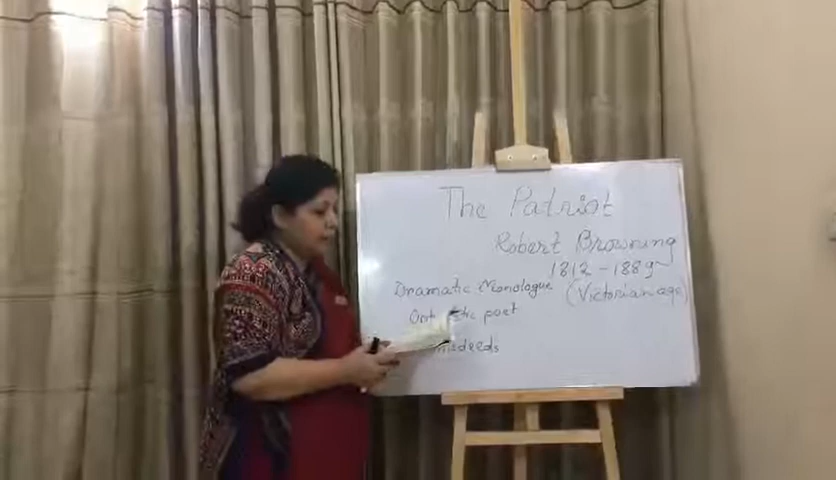 The Patriot
Robert Browning
1812 - 1889
Dramatic Monologue (Victorian age)
poet